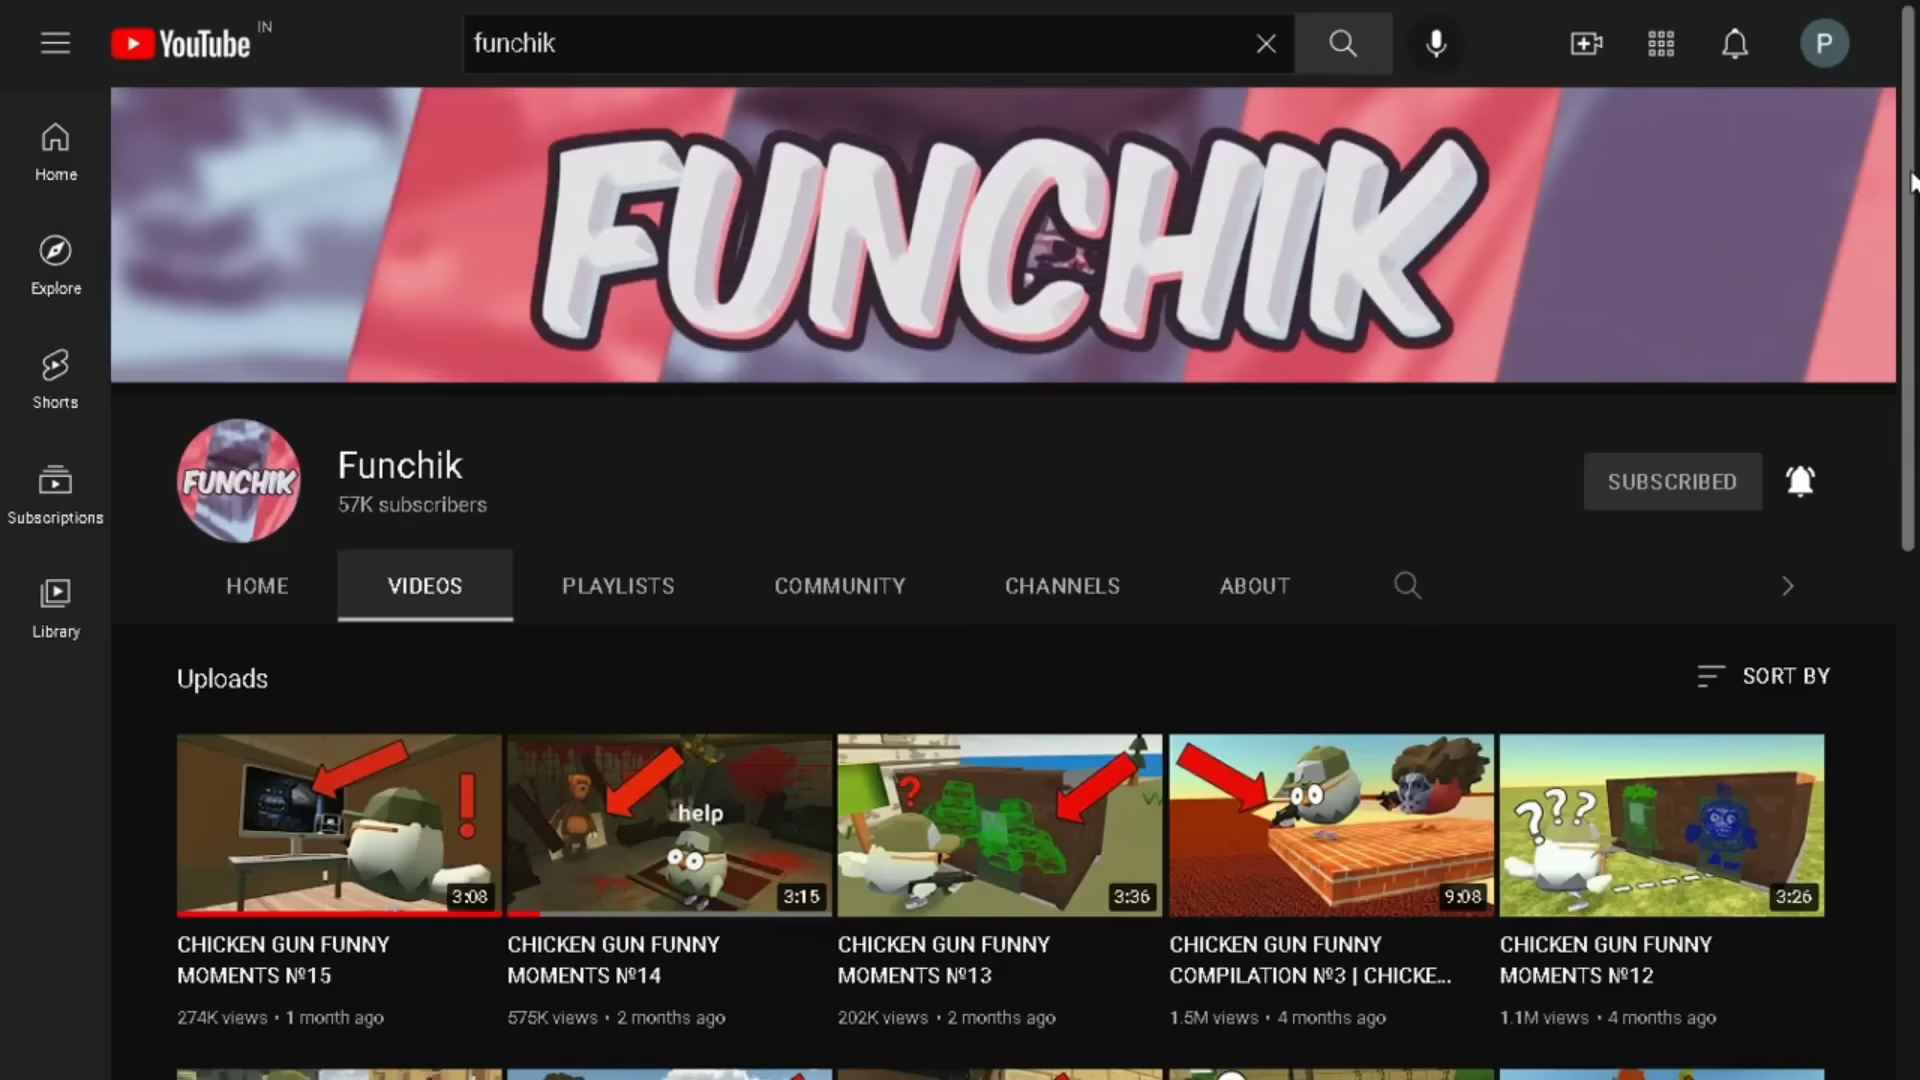 YouTube IN
funchik
P
Home
Explore
Shorts
Subscriptions
Library
FUNCHIK
FUNCHIK
Funchik
57K subscribers
SUBSCRIBED
HOME VIDEOS PLAYLISTS COMMUNITY CHANNELS ABOUT
Uploads
SORT BY
!
3:08
help
3:15
?
3:36
9:08
???
3:26
CHICKEN GUN FUNNY
MOMENTS №15
274K views • 1 month ago
CHICKEN GUN FUNNY
MOMENTS №14
575K views • 2 months ago
CHICKEN GUN FUNNY
MOMENTS №13
202K views • 2 months ago
CHICKEN GUN FUNNY
COMPILATION №3 | CHICKE...
1.5M views • 4 months ago
CHICKEN GUN FUNNY
MOMENTS №12
1.1M views • 4 months ago